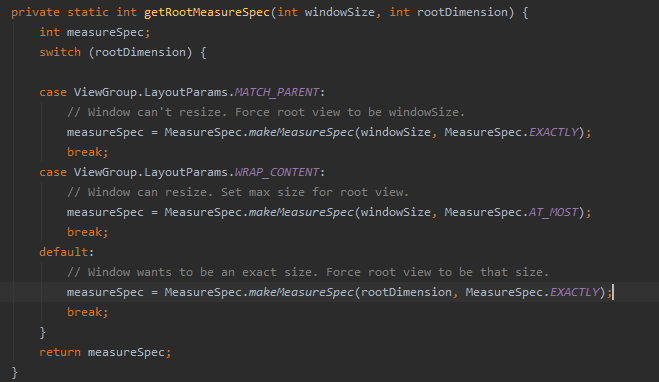 private static int getRootMeasureSpec(int windowSize, int rootDimension) {
    int measureSpec;
    switch (rootDimension) {

    case ViewGroup.LayoutParams.MATCH_PARENT:
        // Window can't resize. Force root view to be windowSize.
        measureSpec = MeasureSpec.makeMeasureSpec(windowSize, MeasureSpec.EXACTLY);
        break;
    case ViewGroup.LayoutParams.WRAP_CONTENT:
        // Window can resize. Set max size for root view.
        measureSpec = MeasureSpec.makeMeasureSpec(windowSize, MeasureSpec.AT_MOST);
        break;
    default:
        // Window wants to be an exact size. Force root view to be that size.
        measureSpec = MeasureSpec.makeMeasureSpec(rootDimension, MeasureSpec.EXACTLY);
        break;
    }
    return measureSpec;
}